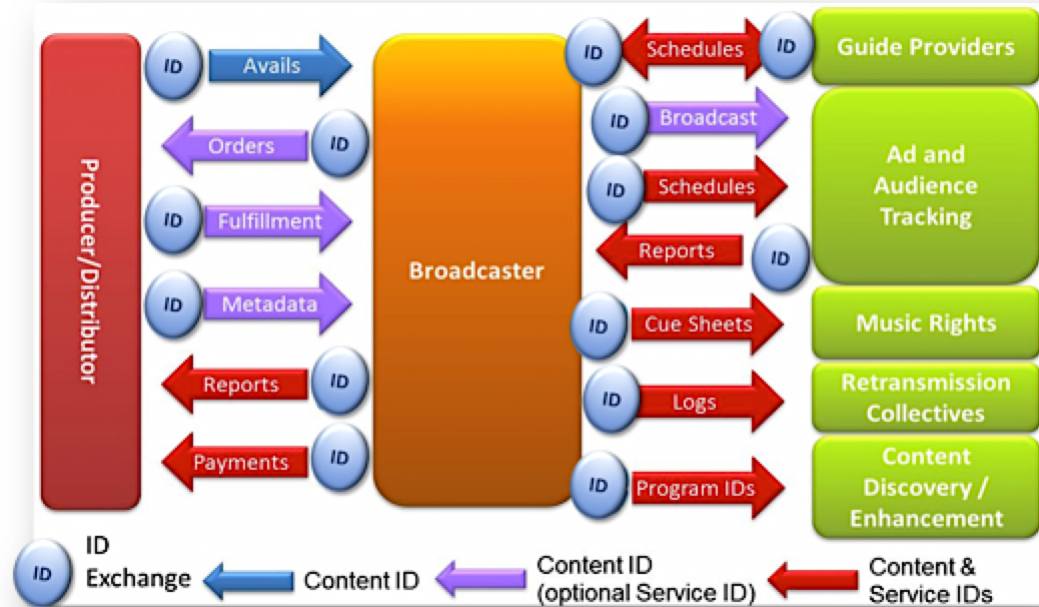 Producer/Distributor
ID
Avails
Orders
ID
ID
Fulfillment
ID
Metadata
Reports
ID
Payments
ID
Broadcaster
ID
Schedules
ID
Guide Providers
ID
Broadcast
ID
Schedules
Reports
ID
Ad and
Audience
Tracking
ID
Cue Sheets
Music Rights
ID
Logs
Retransmission
Collectives
ID
Program IDs
Content
Discovery /
Enhancement
ID
ID
Exchange
Content ID
Content ID
(optional Service ID)
Content &
Service IDs